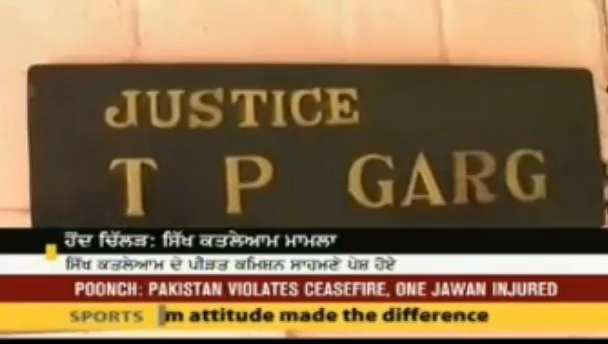 JUSTICE
T P GARG
ਹੋਂਦ ਚਿੱਲੜ: ਸਿੱਖ ਕਤਲੇਆਮ ਮਾਮਲਾ
ਸਿੱਖ ਕਤਲੇਆਮ ਦੇ ਪੀੜਤ ਕਮਿਸ਼ਨ ਸਾਹਮਣੇ ਪੇਸ਼ ਹੋਏ
POONCH: PAKISTAN VIOLATES CEASEFIRE, ONE JAWAN INJURED
SPORTS m attitude made the difference